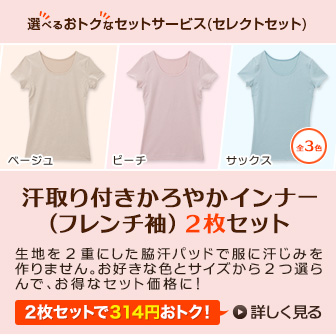 選べるおトクなセットサービス(セレクトセット)
ベージュ
ピーチ
サックス
全3色
汗取り付きかろやかインナー
(フレンチ袖) 2枚セット
生地を2重にした脇汗パッドで服に汗じみを
作りません。お好きな色とサイズから2つ選ら
んで、お得なセット価格に!
2枚セットで314円おトク!
詳しく見る